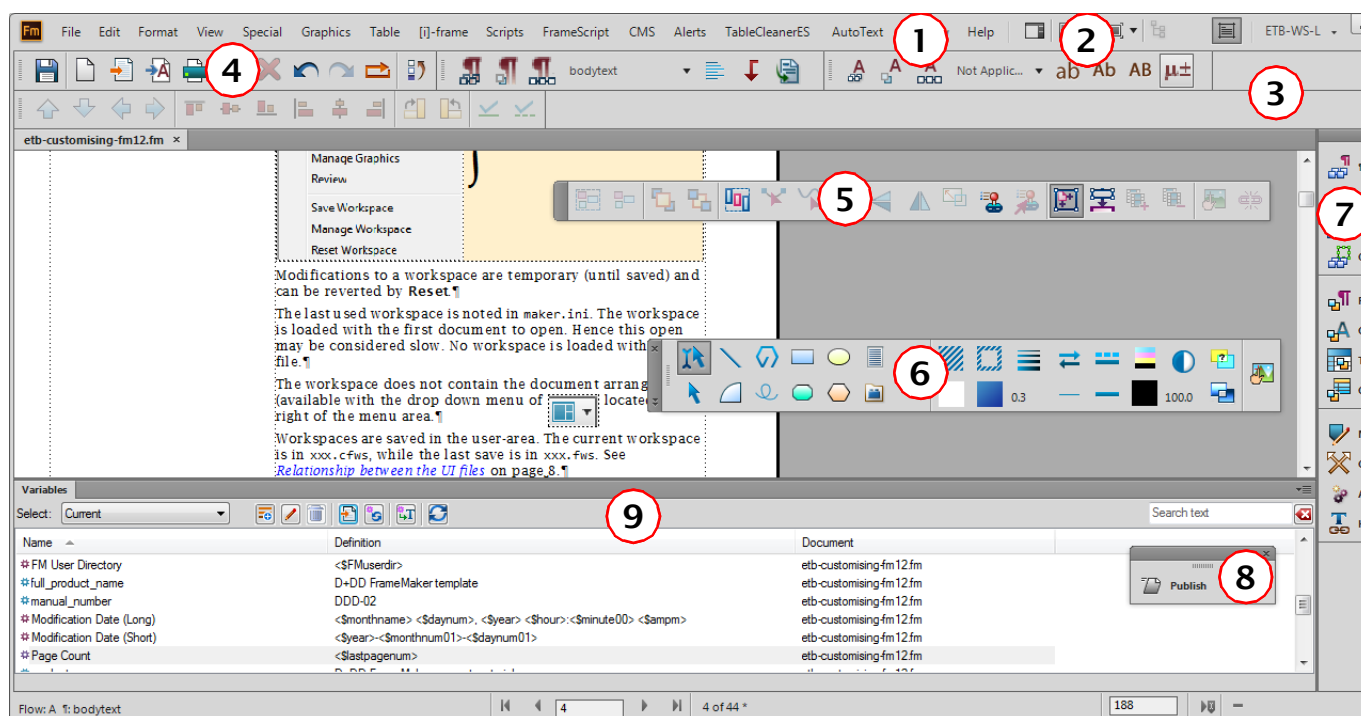 Fm File Edit Format View Special Graphics Table [i]-frame Scripts FrameScript CMS Alerts TableCleanerES AutoText Help ETB-WS-L
1
2
3
4
bodytext Not Applic... ab Ab AB µ±
etb-customising-fm12.fm ×
Manage Graphics
Review
Save Workspace
Manage Workspace
Reset Workspace
5
7
Modifications to a workspace are temporary (until saved) and
can be reverted by Reset.¶
The last used workspace is noted in maker.ini. The workspace
is loaded with the first document to open. Hence this open
may be considered slow. No workspace is loaded with
file.¶
The workspace does not contain the document arrang
(available with the drop down menu of locate
right of the menu area.¶
Workspaces are saved in the user-area. The current workspace
is in xxx.cfws, while the last save is in xxx.fws. See
Relationship between the UI files on page 8.¶
6
0.3 100.0
Variables
Select: Current
9
Search text
Name Definition Document
FM User Directory <$FMuserdir> etb-customising-fm12.fm
full_product_name D+DD FrameMaker template etb-customising-fm12.fm
manual_number DDD-02 etb-customising-fm12.fm
Modification Date (Long) <$monthname> <$daynum>, <$year> <$hour>:<$minute00> <$ampm> etb-customising-fm12.fm
Modification Date (Short) <$year>-<$monthnum01>-<$daynum01> etb-customising-fm12.fm
Page Count <$lastpagenum> etb-customising-fm12.fm
Publish
8
Flow: A ¶: bodytext 4 4 of 44 * 188